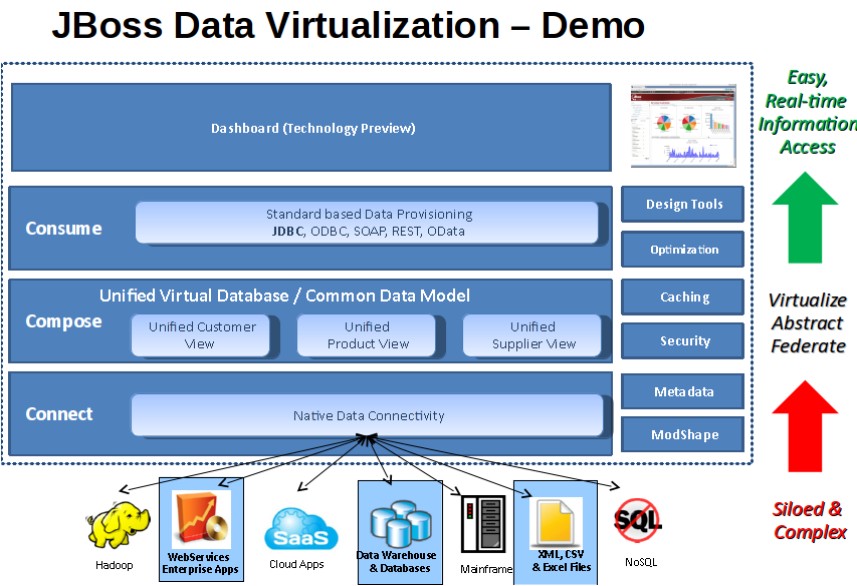 JBoss Data Virtualization – Demo
Dashboard (Technology Preview)
Easy,
Real-time
Information
Access
Consume
Standard based Data Provisioning
JDBC, ODBC, SOAP, REST, OData
Design Tools
Optimization
Unified Virtual Database / Common Data Model
Compose
Unified Customer
View
Unified
Product View
Unified
Supplier View
Caching
Security
Virtualize
Abstract
Federate
Connect
Native Data Connectivity
Metadata
ModShape
Siloed &
Complex
Hadoop
WebServices
Enterprise Apps
SaaS
Cloud Apps
Data Warehouse
& Databases
Mainframe
XML, CSV
& Excel Files
SQL
NoSQL